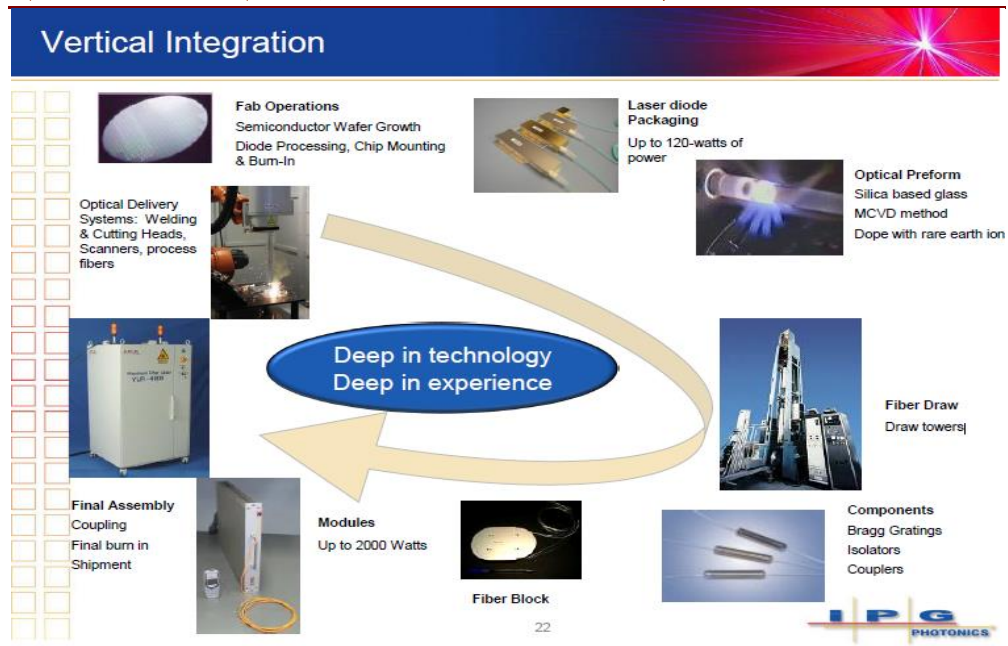 Vertical Integration
Fab Operations
Semiconductor Wafer Growth
Diode Processing, Chip Mounting
& Burn-In
Laser diode
Packaging
Up to 120-watts of
power
Optical Preform
Silica based glass
MCVD method
Dope with rare earth ion
Optical Delivery
Systems: Welding
& Cutting Heads,
Scanners, process
fibers
Deep in technology
Deep in experience
Fiber Draw
Draw towers
Final Assembly
Coupling
Final burn in
Shipment
Modules
Up to 2000 Watts
Fiber Block
Components
Bragg Gratings
Isolators
Couplers
22
IPG
PHOTONICS